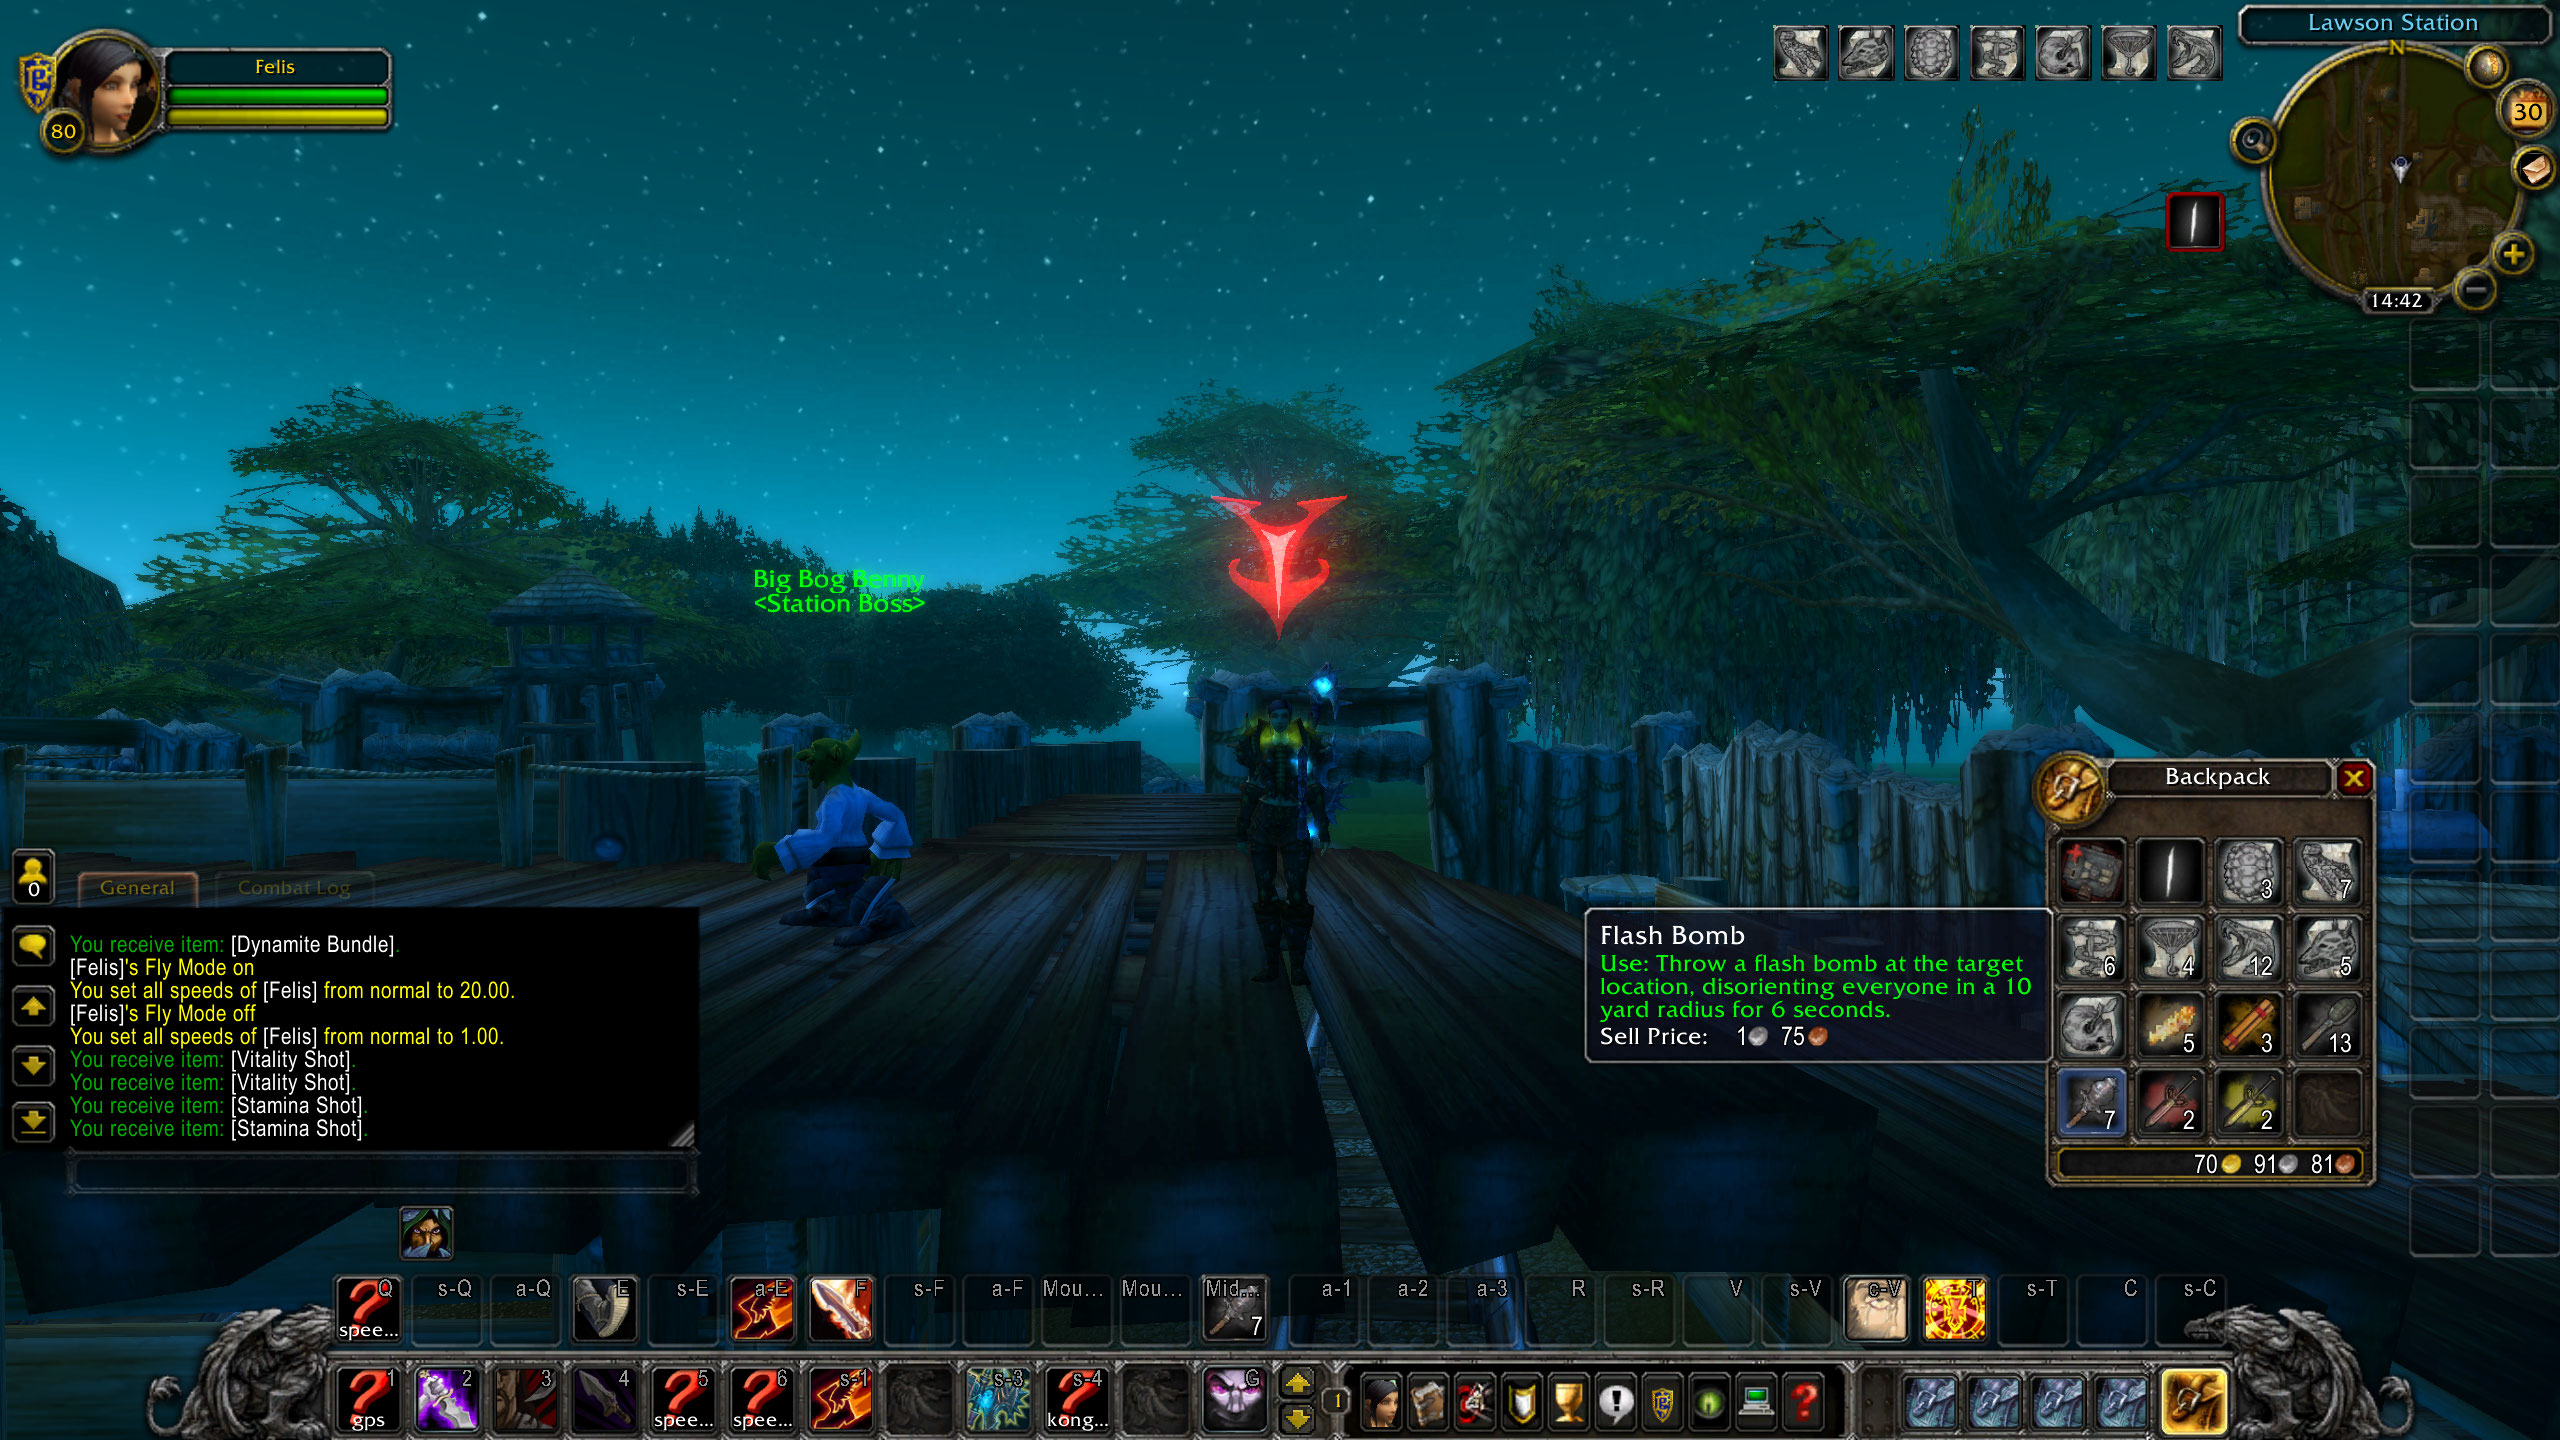 Felis
80
Lawson Station
N
30
14:42
Big Bog Benny
<Station Boss>
Backpack
3
7
6
4
12
5
5
3
13
7
2
2
70 91 81
Flash Bomb
Use: Throw a flash bomb at the target
location, disorienting everyone in a 10
yard radius for 6 seconds.
Sell Price: 1 75
0
General
Combat Log
You receive item: [Dynamite Bundle].
[Felis]'s Fly Mode on
You set all speeds of [Felis] from normal to 20.00.
[Felis]'s Fly Mode off
You set all speeds of [Felis] from normal to 1.00.
You receive item: [Vitality Shot].
You receive item: [Vitality Shot].
You receive item: [Stamina Shot].
You receive item: [Stamina Shot].
Q s-Q a-Q E s-E a-E F s-F a-F Mou... Mou... Mid... a-1 a-2 a-3 R s-R V s-V c-V T s-T C s-C
spee... 7
1 2 3 4 5 6 s-1 s-3 s-4 G 1
gps spee... spee... kong...